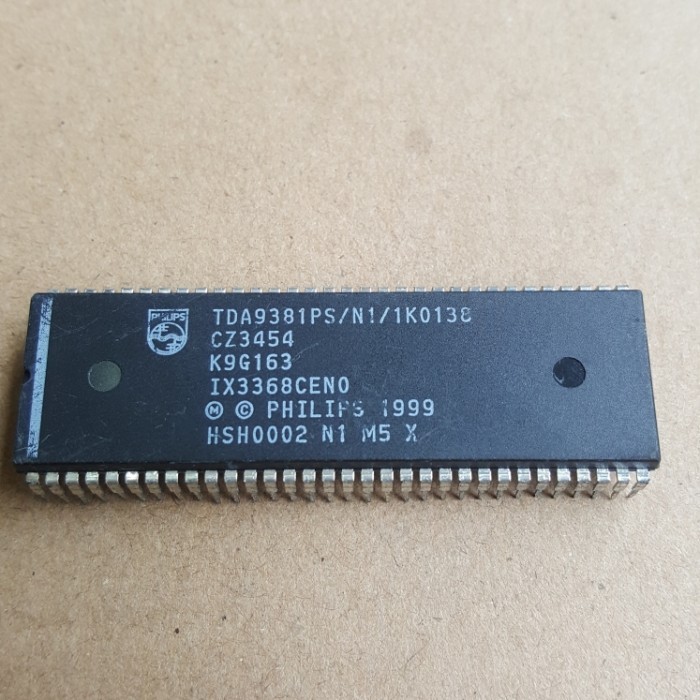 PHILIPS
TDA9381PS/N1/1K0138
CZ3454
K9G163
IX3368CEN0
Ⓜ © PHILIPS 1999
HSH0002 N1 M5 X